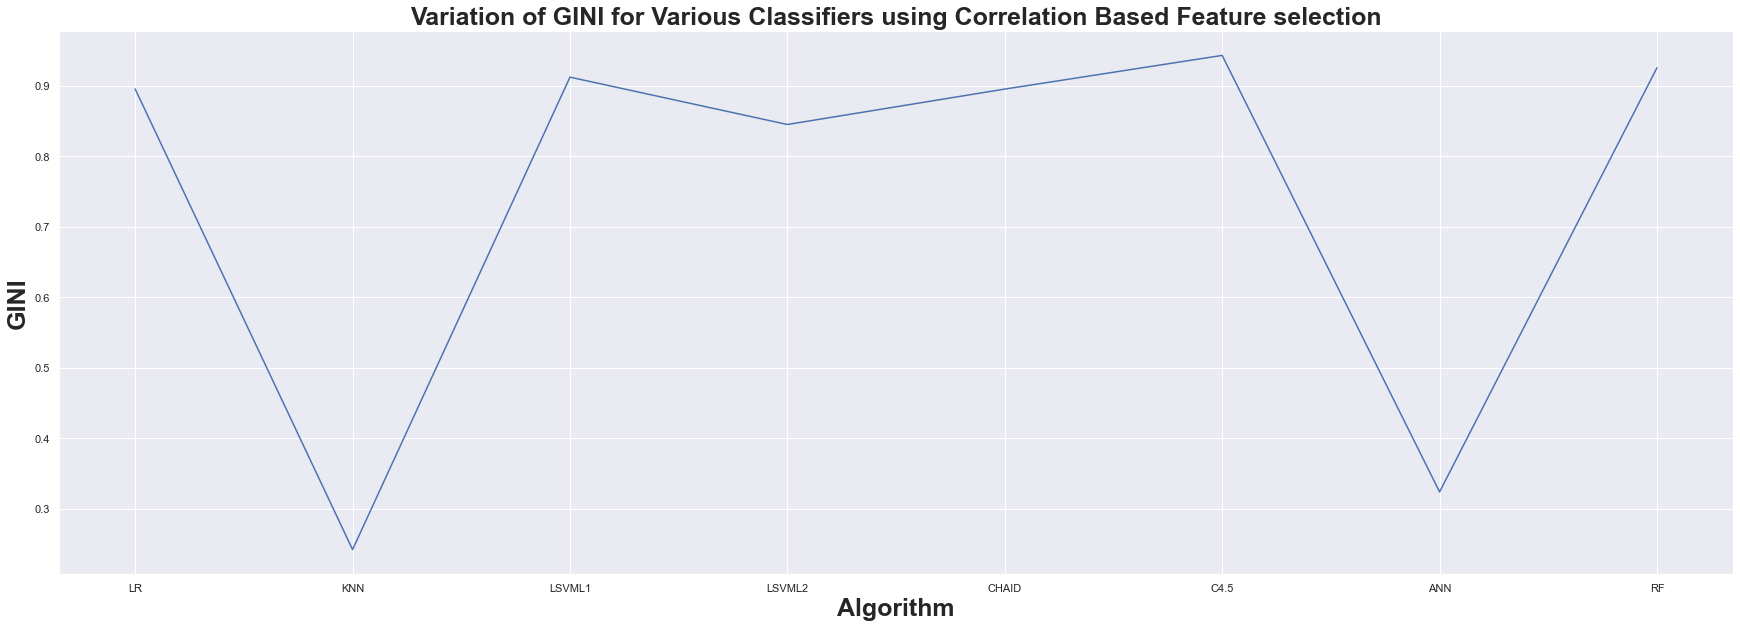 Variation of GINI for Various Classifiers using Correlation Based Feature selection
0.9
0.8
0.7
0.6
0.5
0.4
0.3
GINI
LR KNN LSVML1 LSVML2 CHAID C4.5 ANN RF
Algorithm